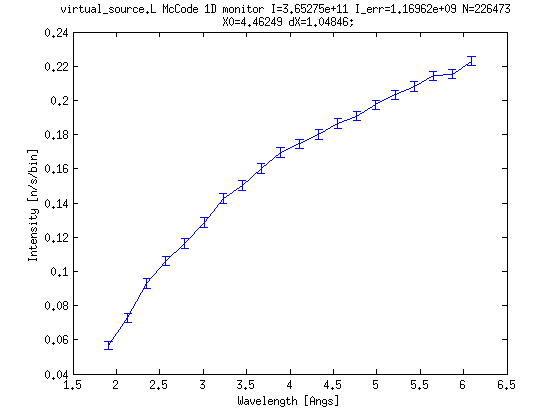 virtual_source.L McCode 1D monitor I=3.65275e+11 I_err=1.16962e+09 N=226473
X0=4.46249 dX=1.04846;
Intensity [n/s/bin]
0.24
0.22
0.2
0.18
0.16
0.14
0.12
0.1
0.08
0.06
0.04
1.5 2 2.5 3 3.5 4 4.5 5 5.5 6 6.5
Wavelength [Angs]